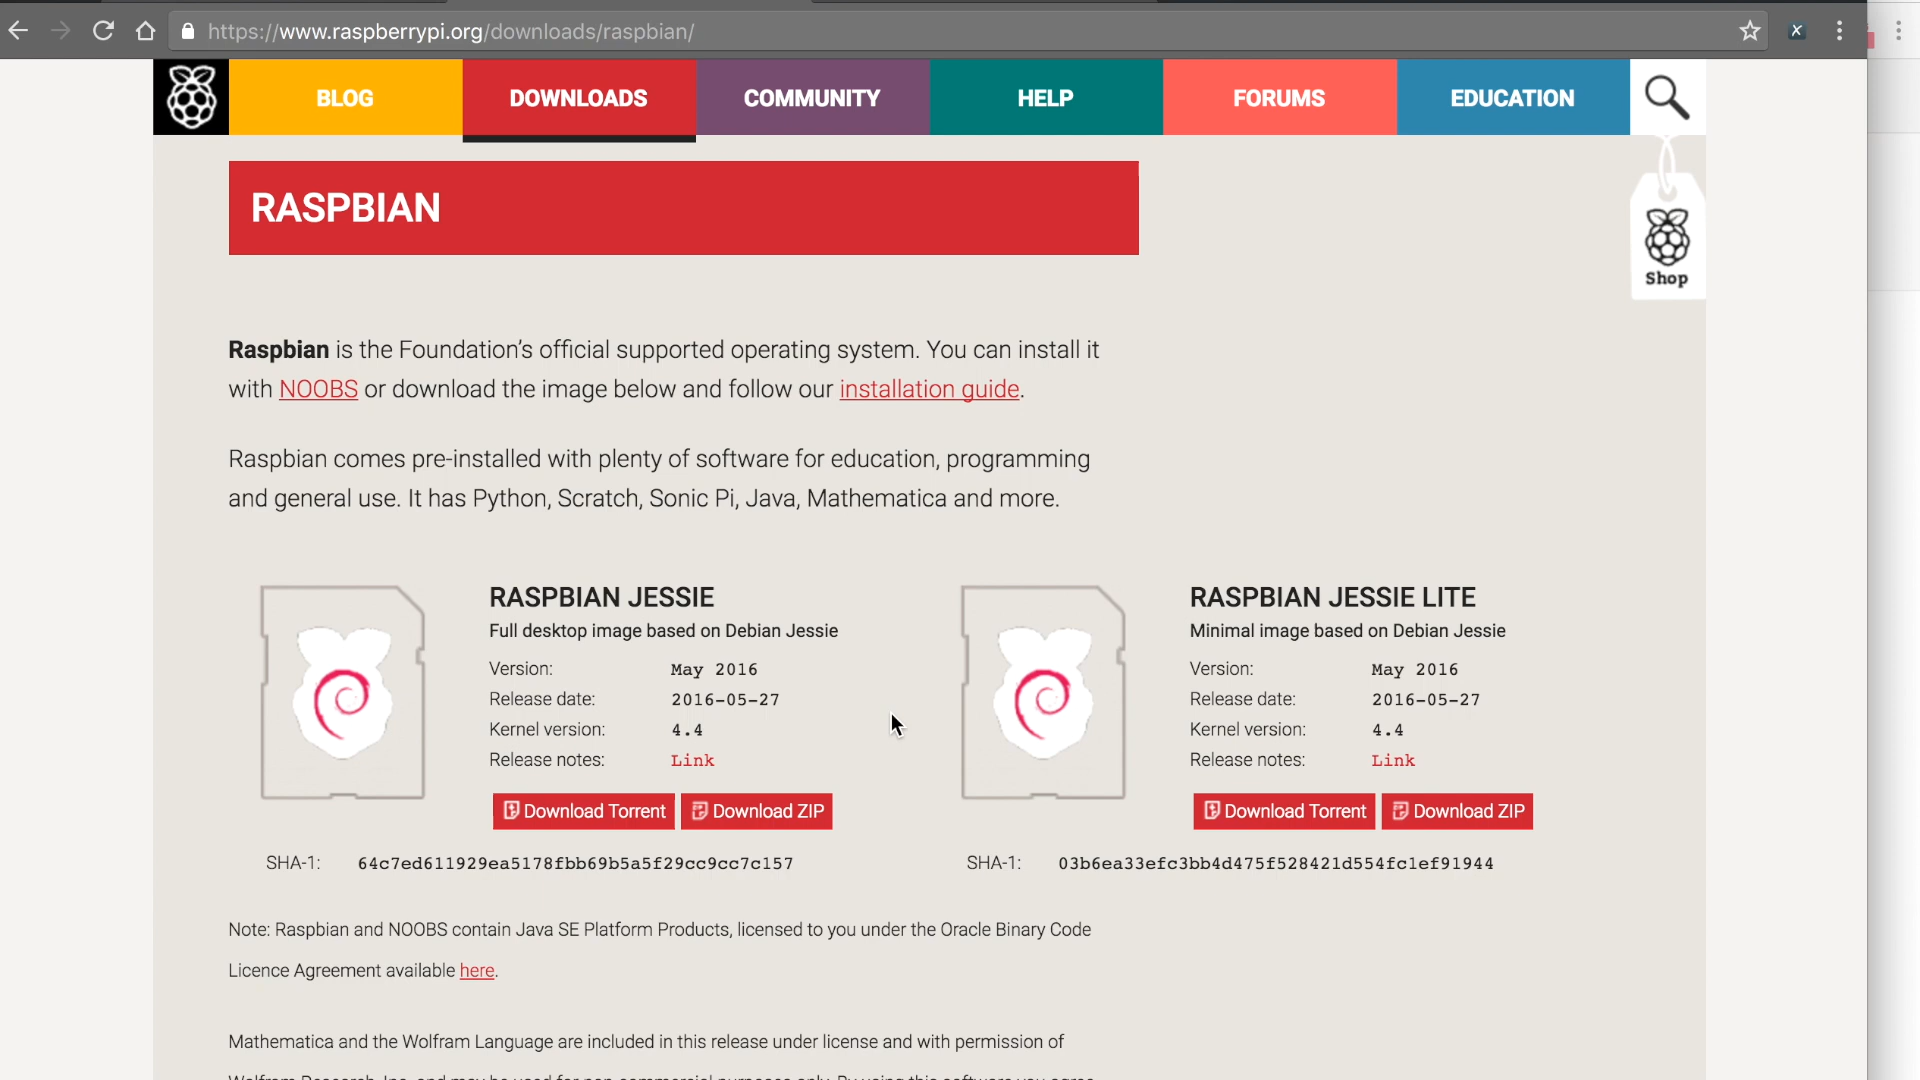 https://www.raspberrypi.org/downloads/raspbian/
X
BLOG DOWNLOADS COMMUNITY HELP FORUMS EDUCATION
Shop
RASPBIAN
Raspbian is the Foundation’s official supported operating system. You can install it
with NOOBS or download the image below and follow our installation guide.
Raspbian comes pre-installed with plenty of software for education, programming
and general use. It has Python, Scratch, Sonic Pi, Java, Mathematica and more.
RASPBIAN JESSIE
Full desktop image based on Debian Jessie
Version: May 2016
Release date: 2016-05-27
Kernel version: 4.4
Release notes: Link
Download Torrent Download ZIP
SHA-1: 64c7ed611929ea5178fbb69b5a5f29cc9cc7c157
RASPBIAN JESSIE LITE
Minimal image based on Debian Jessie
Version: May 2016
Release date: 2016-05-27
Kernel version: 4.4
Release notes: Link
Download Torrent Download ZIP
SHA-1: 03b6ea33efc3bb4d475f528421d554fc1ef91944
Note: Raspbian and NOOBS contain Java SE Platform Products, licensed to you under the Oracle Binary Code
Licence Agreement available here.
Mathematica and the Wolfram Language are included in this release under license and with permission of